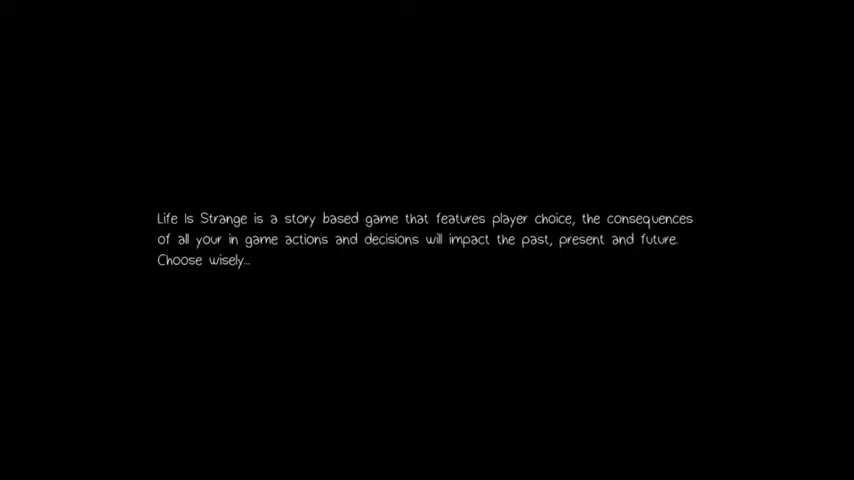 Life Is Strange is a story based game that features player choice, the consequences
of all your in game actions and decisions will impact the past, present and future.
Choose wisely...